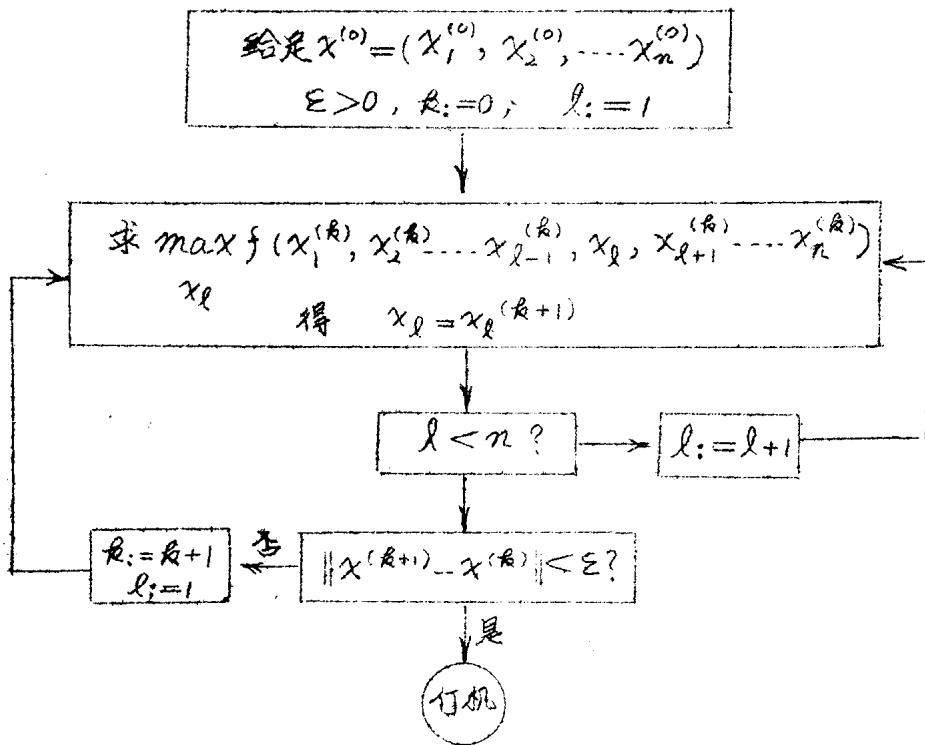 给定 x^(0)=(x_1^(0), x_2^(0), ....x_n^(0))
ε>0, k:=0; l:=1
求 max f(x_1^(k), x_2^(k)....x_{l-1}^(k), x_l, x_{l+1}^(k)....x_n^(k))
x_l
得 x_l=x_l^(k+1)
l<n?
l:=l+1
k:=k+1
l:=1
否
‖x^(k+1)-x^(k)‖<ε?
是
仃机